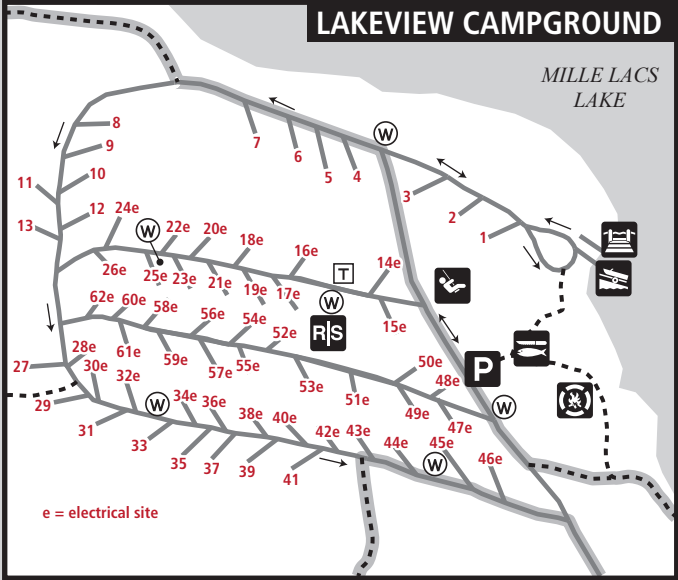 LAKEVIEW CAMPGROUND
MILLE LACS
LAKE
8
9
10
11
12
13
7
6
5
4
W
3
2
1
24e
W
22e
20e
18e
16e
T
14e
26e
25e
23e
21e
19e
17e
W
15e
R|S
62e
60e
58e
56e
54e
52e
61e
59e
57e
55e
53e
51e
50e
48e
49e
47e
W
P
27
28e
30e
32e
29
31
33
W
34e
36e
38e
40e
42e
43e
44e
45e
46e
W
35
37
39
41
e = electrical site